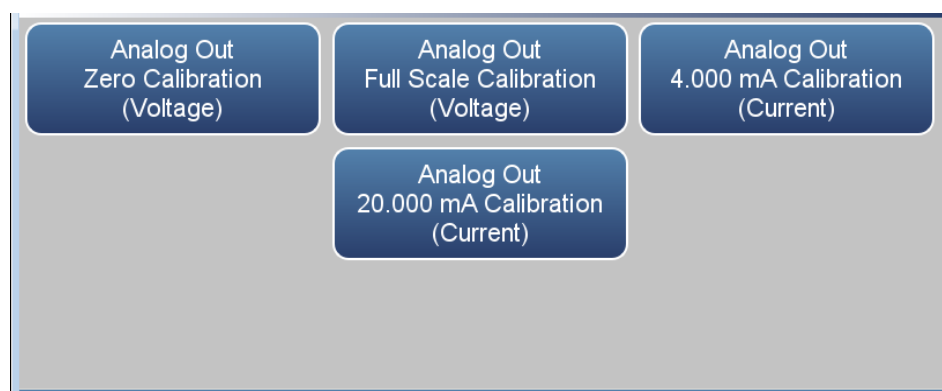 Analog Out
Zero Calibration
(Voltage)
Analog Out
Full Scale Calibration
(Voltage)
Analog Out
4.000 mA Calibration
(Current)
Analog Out
20.000 mA Calibration
(Current)